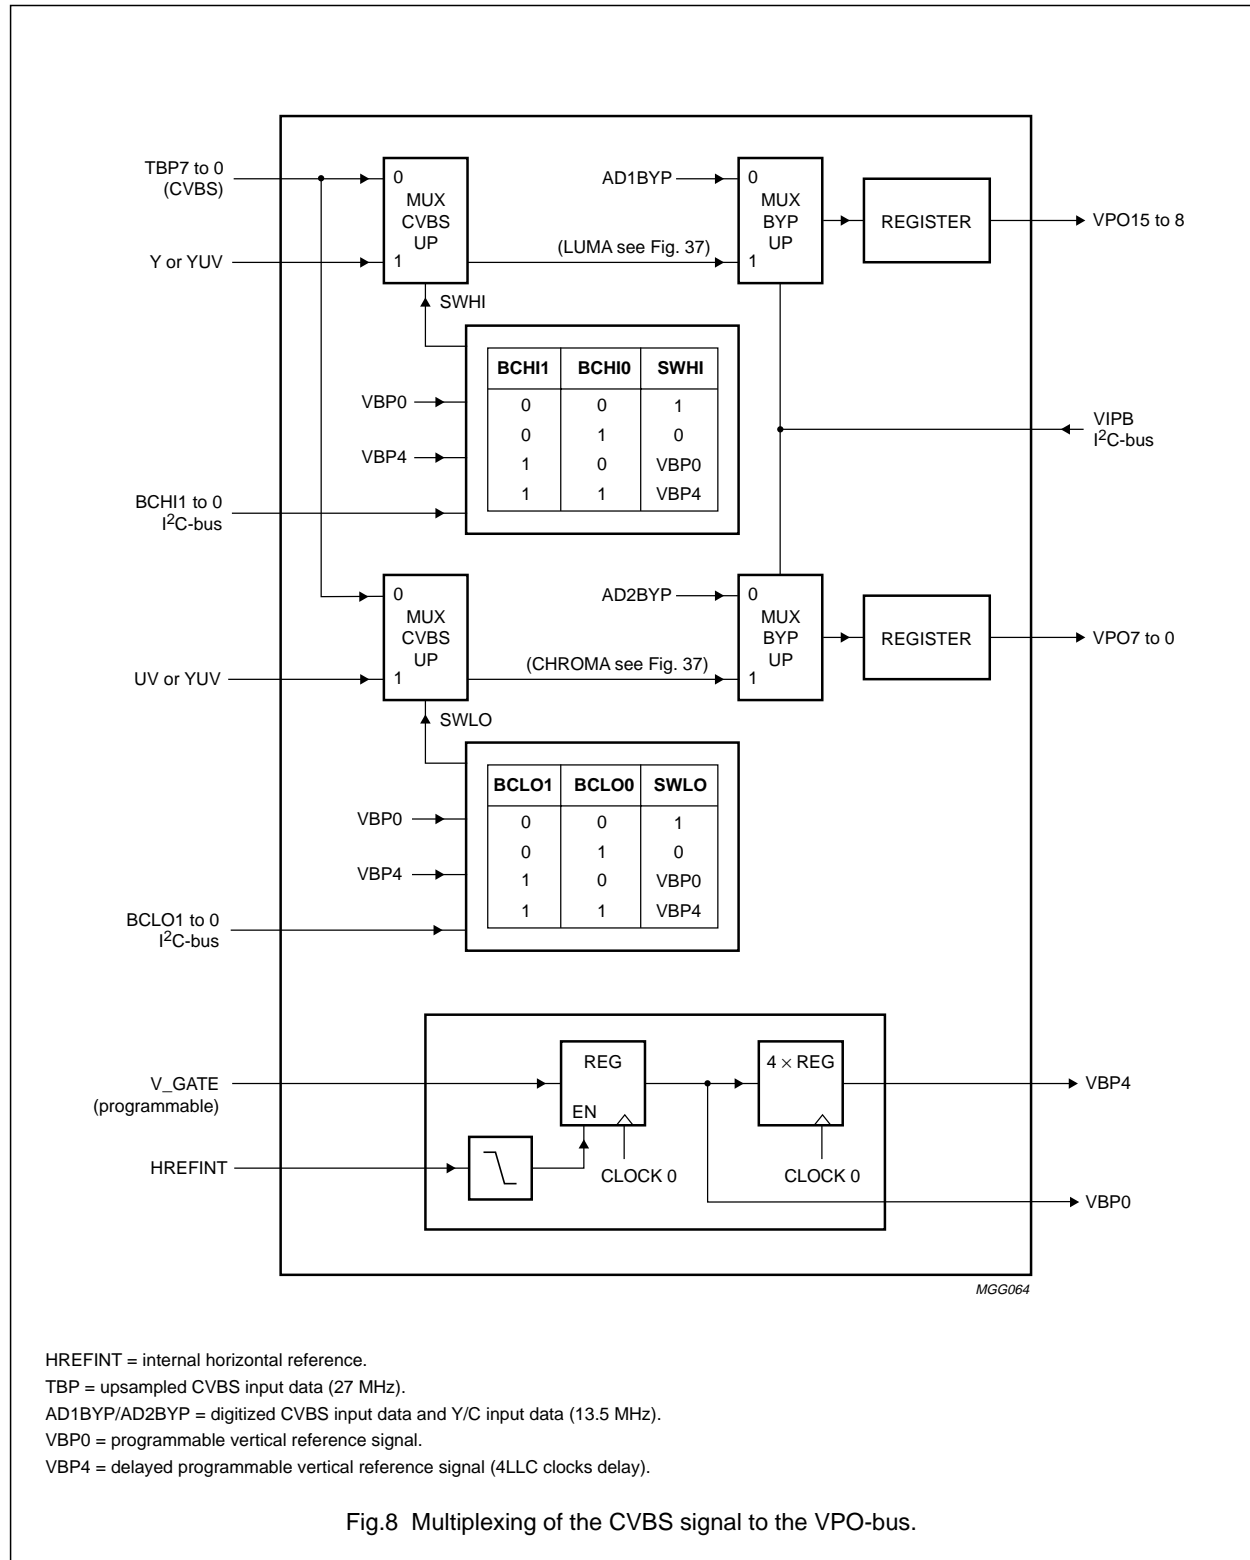 TBP7 to 0
(CVBS)
0
MUX
CVBS
UP
1
Y or YUV
SWHI
AD1BYP
0
MUX
BYP
UP
1
(LUMA see Fig. 37)
REGISTER
VPO15 to 8
BCHI1 BCHI0 SWHI
0 0 1
0 1 0
1 0 VBP0
1 1 VBP4
VBP0
VBP4
BCHI1 to 0
I2C-bus
VIPB
I2C-bus
0
MUX
CVBS
UP
1
UV or YUV
SWLO
AD2BYP
0
MUX
BYP
UP
1
(CHROMA see Fig. 37)
REGISTER
VPO7 to 0
BCLO1 BCLO0 SWLO
0 0 1
0 1 0
1 0 VBP0
1 1 VBP4
VBP0
VBP4
BCLO1 to 0
I2C-bus
V_GATE
(programmable)
REG
EN
CLOCK 0
4 × REG
CLOCK 0
VBP4
HREFINT
VBP0
MGG064
HREFINT = internal horizontal reference.
TBP = upsampled CVBS input data (27 MHz).
AD1BYP/AD2BYP = digitized CVBS input data and Y/C input data (13.5 MHz).
VBP0 = programmable vertical reference signal.
VBP4 = delayed programmable vertical reference signal (4LLC clocks delay).
Fig.8 Multiplexing of the CVBS signal to the VPO-bus.